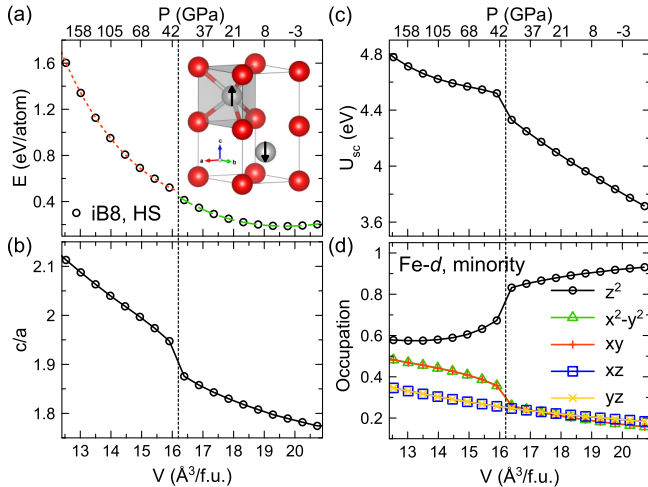 (a)
P (GPa)
158 105 68 42 37 21 8 -3
1.6
1.2
0.8
0.4
E (eV/atom)
iB8, HS
a b c
(b)
2.1
2
1.9
1.8
c/a
13 14 15 16 17 18 19 20
V (Å³/f.u.)
(c)
P (GPa)
158 105 68 42 37 21 8 -3
4.8
4.4
4
3.6
U_sc (eV)
(d)
Fe-d, minority
1
0.8
0.6
0.4
0.2
Occupation
z²
x²-y²
xy
xz
yz
13 14 15 16 17 18 19 20
V (Å³/f.u.)